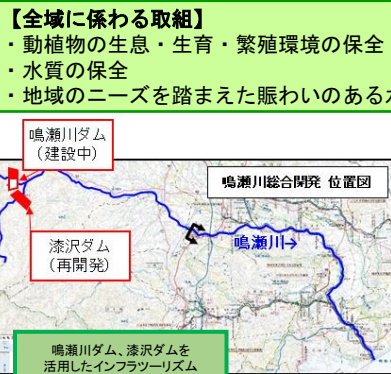 【全域に係わる取組】
・動植物の生息・生育・繁殖環境の保全
・水質の保全
・地域のニーズを踏まえた賑わいのある
鳴瀬川ダム
（建設中）
鳴瀬川総合開発 位置図
漆沢ダム
（再開発）
鳴瀬川→
鳴瀬川ダム、漆沢ダムを
活用したインフラツーリズム